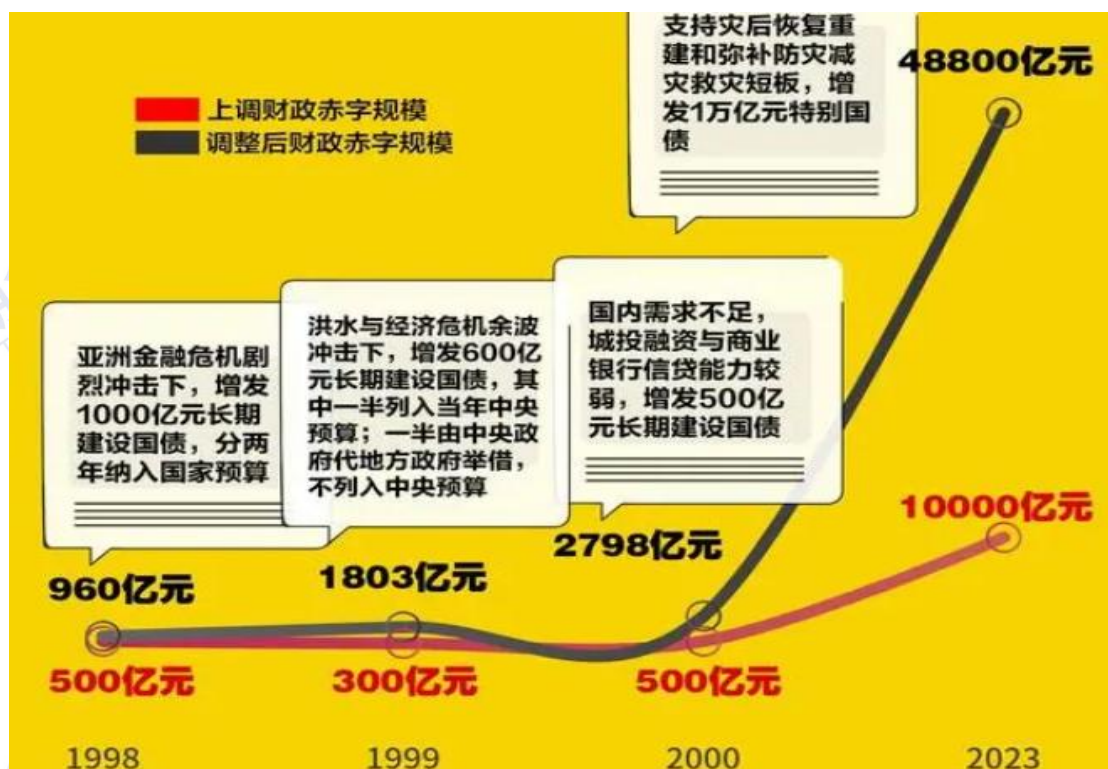 支持灾后恢复重
建和弥补防灾减
灾救灾短板，增
发1万亿元特别国
债
48800亿元
上调财政赤字规模
调整后财政赤字规模
亚洲金融危机剧
烈冲击下，增发
1000亿元长期
建设国债，分两
年纳入国家预算
洪水与经济危机余波
冲击下，增发600亿
元长期建设国债，其
中一半列入当年中央
预算；一半由中央政
府代地方政府举借，
不列入中央预算
国内需求不足，
城投融资与商业
银行信贷能力较
弱，增发500亿
元长期建设国债
10000亿元
960亿元
1803亿元
2798亿元
500亿元
300亿元
500亿元
1998
1999
2000
2023